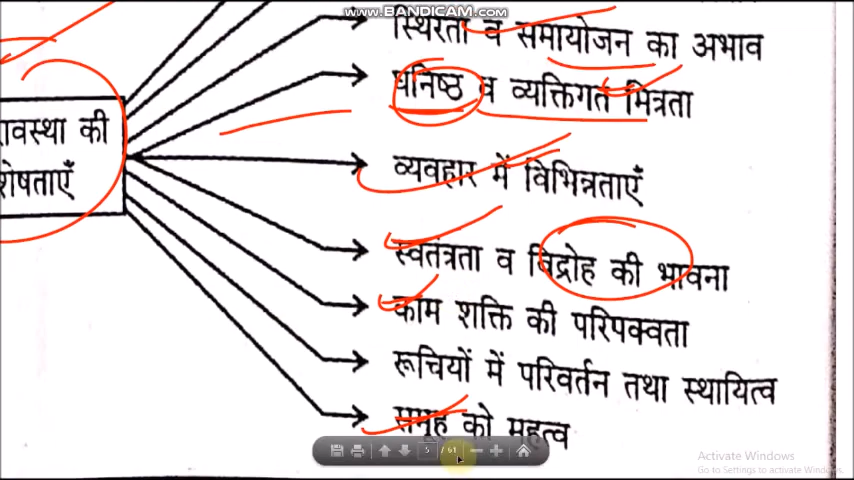 www.BANDICAM.com
स्थिरता व समायोजन का अभाव
घनिष्ठ व व्यक्तिगत मित्रता
व्यवहार में विभिन्नताएँ
स्वतंत्रता व विद्रोह की भावना
काम शक्ति की परिपक्वता
रूचियों में परिवर्तन तथा स्थायित्व
समूह को महत्व
रावस्था की
शेषताएँ
5 / 61
Activate Windows
Go to Settings to activate Windows.